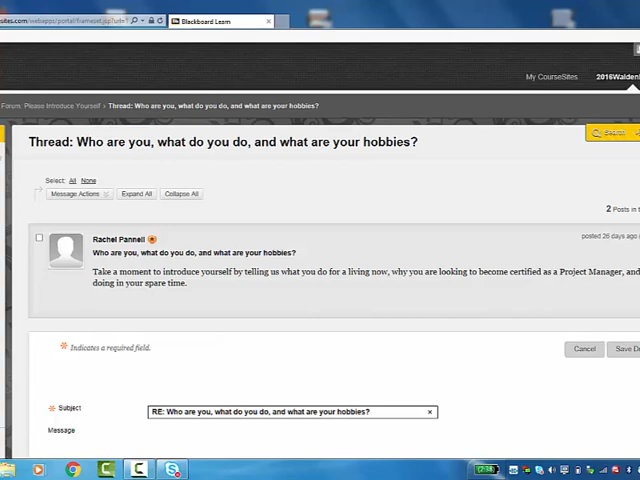 sites.com/webapps/portal/frameset.jsp?url=
Blackboard Learn
My CourseSites
2016Walden
Forum: Please Introduce Yourself › Thread: Who are you, what do you do, and what are your hobbies?
Thread: Who are you, what do you do, and what are your hobbies?
Search
Select: All None
Message Actions
Expand All
Collapse All
2 Posts in t
Rachel Pannell
posted 26 days ago
Who are you, what do you do, and what are your hobbies?
Take a moment to introduce yourself by telling us what you do for a living now, why you are looking to become certified as a Project Manager, and
doing in your spare time.
* Indicates a required field.
Cancel
Save Dr
* Subject
RE: Who are you, what do you do, and what are your hobbies?
×
Message